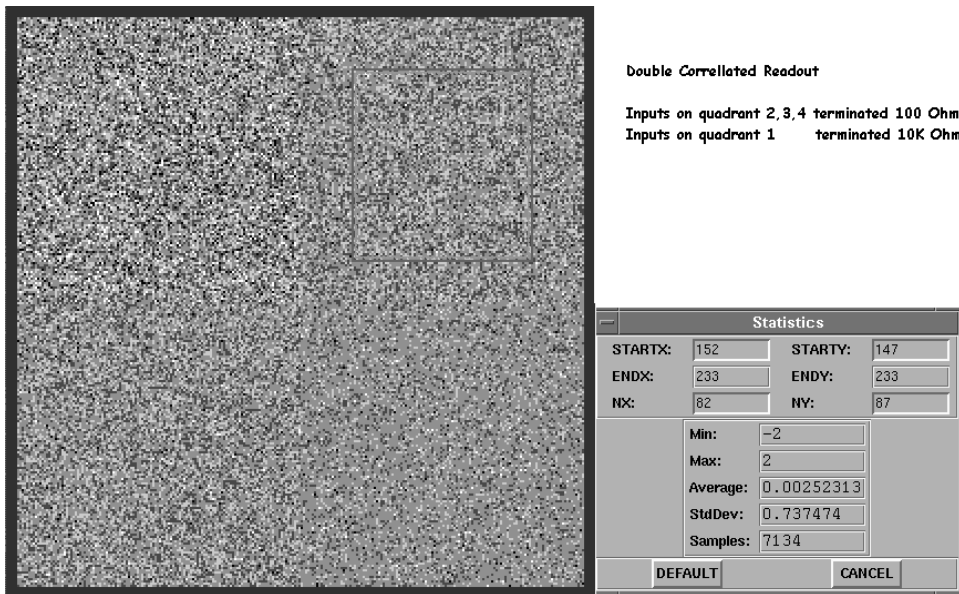 Double Correllated Readout
Inputs on quadrant 2,3,4 terminated 100 Ohm
Inputs on quadrant 1 terminated 10K Ohm
Statistics
STARTX: 152 STARTY: 147
ENDX: 233 ENDY: 233
NX: 82 NY: 87
Min: -2
Max: 2
Average: 0.00252313
StdDev: 0.737474
Samples: 7134
DEFAULT CANCEL